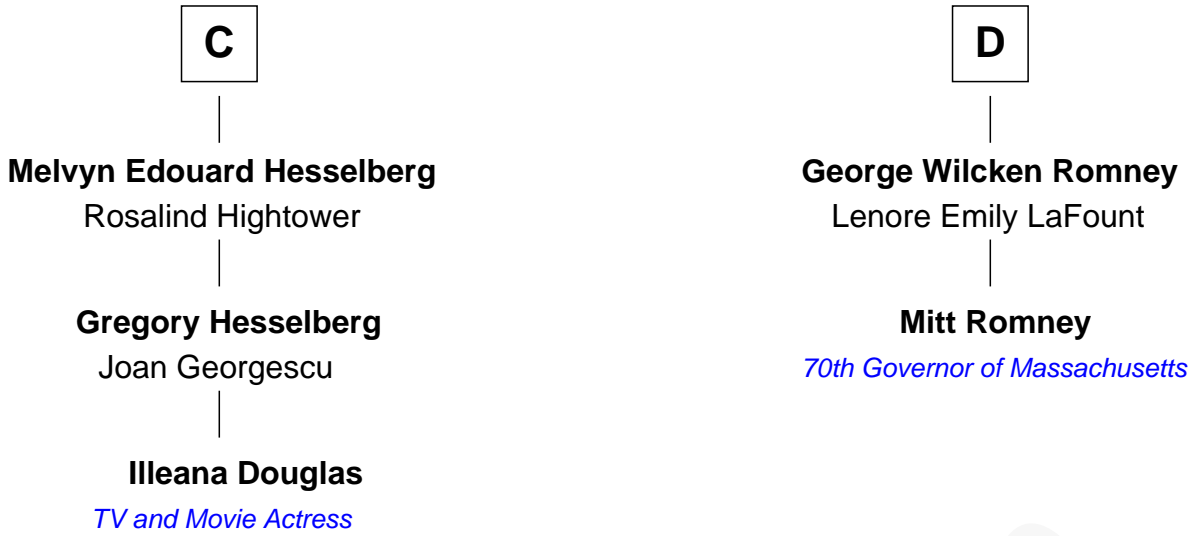 C
Melvyn Edouard Hesselberg
Rosalind Hightower
Gregory Hesselberg
Joan Georgescu
Illeana Douglas
TV and Movie Actress
D
George Wilcken Romney
Lenore Emily LaFount
Mitt Romney
70th Governor of Massachusetts